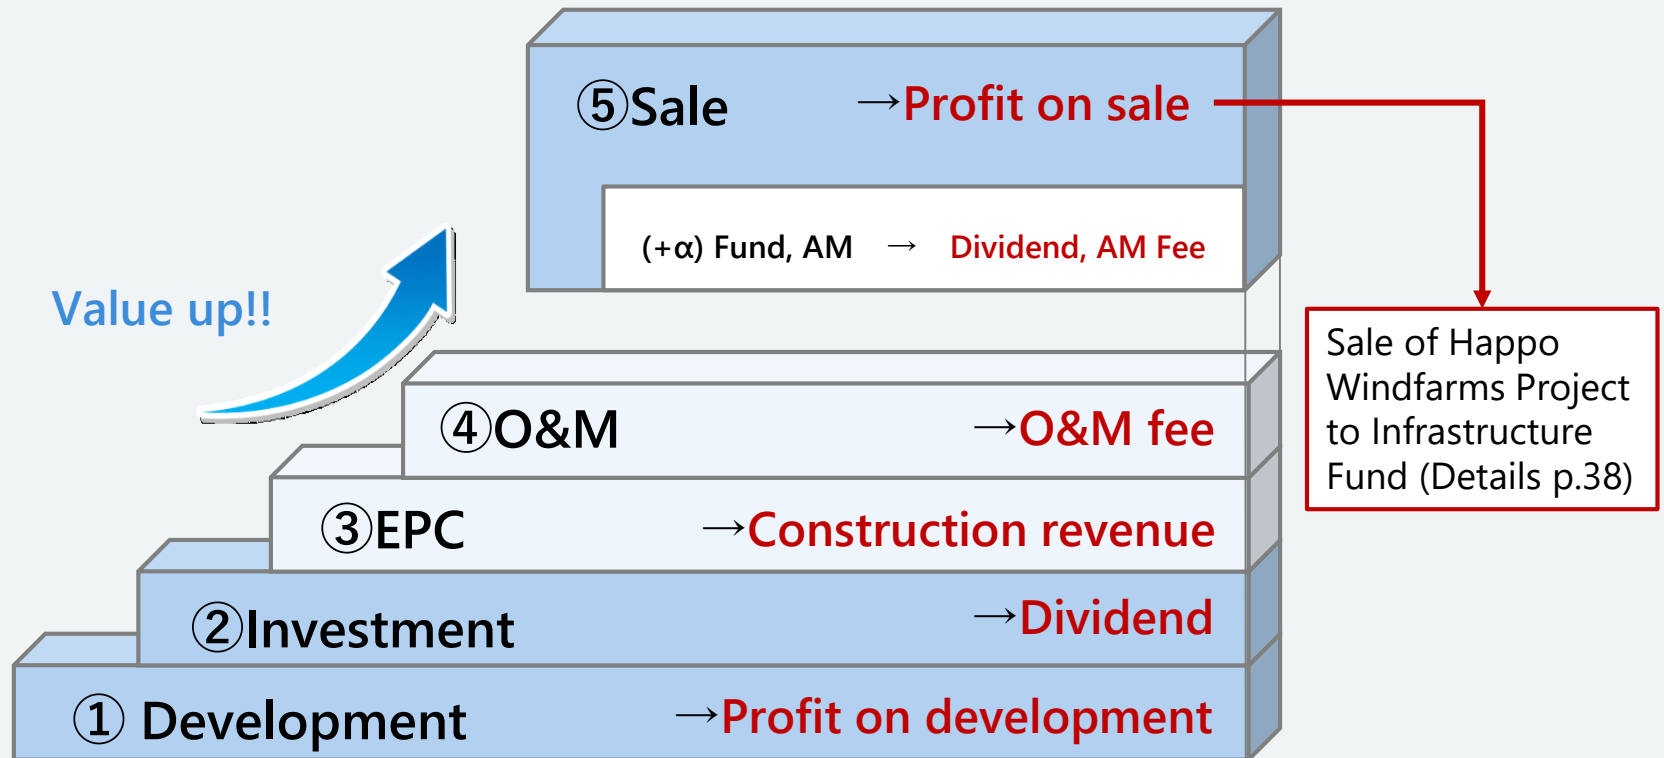 ⑤Sale →Profit on sale
(+α) Fund, AM → Dividend, AM Fee
Value up!!
Sale of Happo
Windfarms Project
to Infrastructure
Fund (Details p.38)
④O&M →O&M fee
③EPC →Construction revenue
②Investment →Dividend
① Development →Profit on development